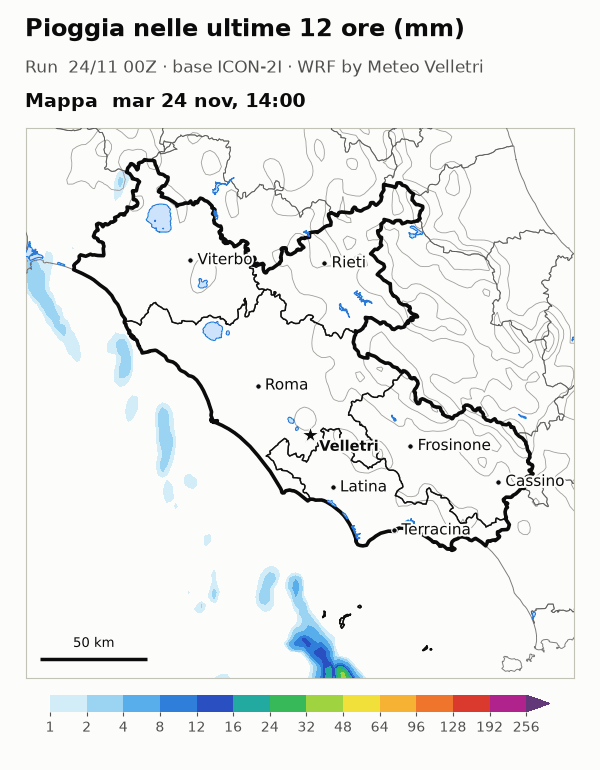 Pioggia nelle ultime 12 ore (mm)
Run 24/11 00Z · base ICON-2I · WRF by Meteo Velletri
Mappa mar 24 nov, 14:00
Viterbo
Rieti
Roma
Velletri
Frosinone
Latina
Cassino
Terracina
50 km
1 2 4 8 12 16 24 32 48 64 96 128 192 256